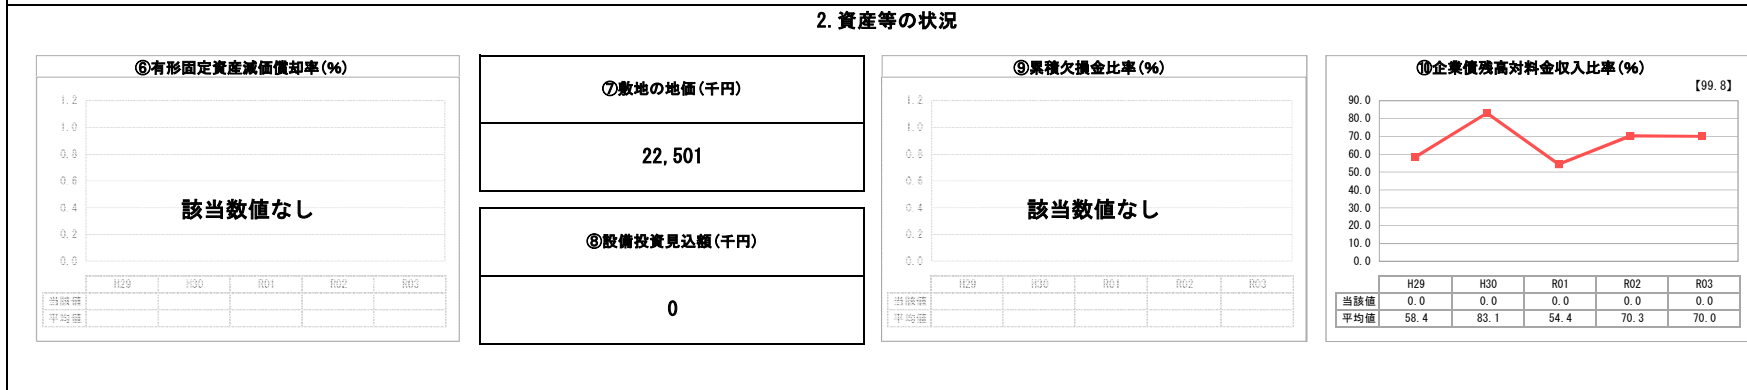 2. 資産等の状況
⑥有形固定資産減価償却率(%)
1.2
1.0
0.8
0.6
0.4
0.2
0.0
該当数値なし
H29 H30 R01 R02 R03
当該値
平均値
⑦敷地の地価(千円)
22,501
⑧設備投資見込額(千円)
0
⑨累積欠損金比率(%)
1.2
1.0
0.8
0.6
0.4
0.2
0.0
該当数値なし
H29 H30 R01 R02 R03
当該値
平均値
⑩企業債残高対料金収入比率(%)
【99.8】
90.0
80.0
70.0
60.0
50.0
40.0
30.0
20.0
10.0
0.0
H29 H30 R01 R02 R03
当該値 0.0 0.0 0.0 0.0 0.0
平均値 58.4 83.1 54.4 70.3 70.0